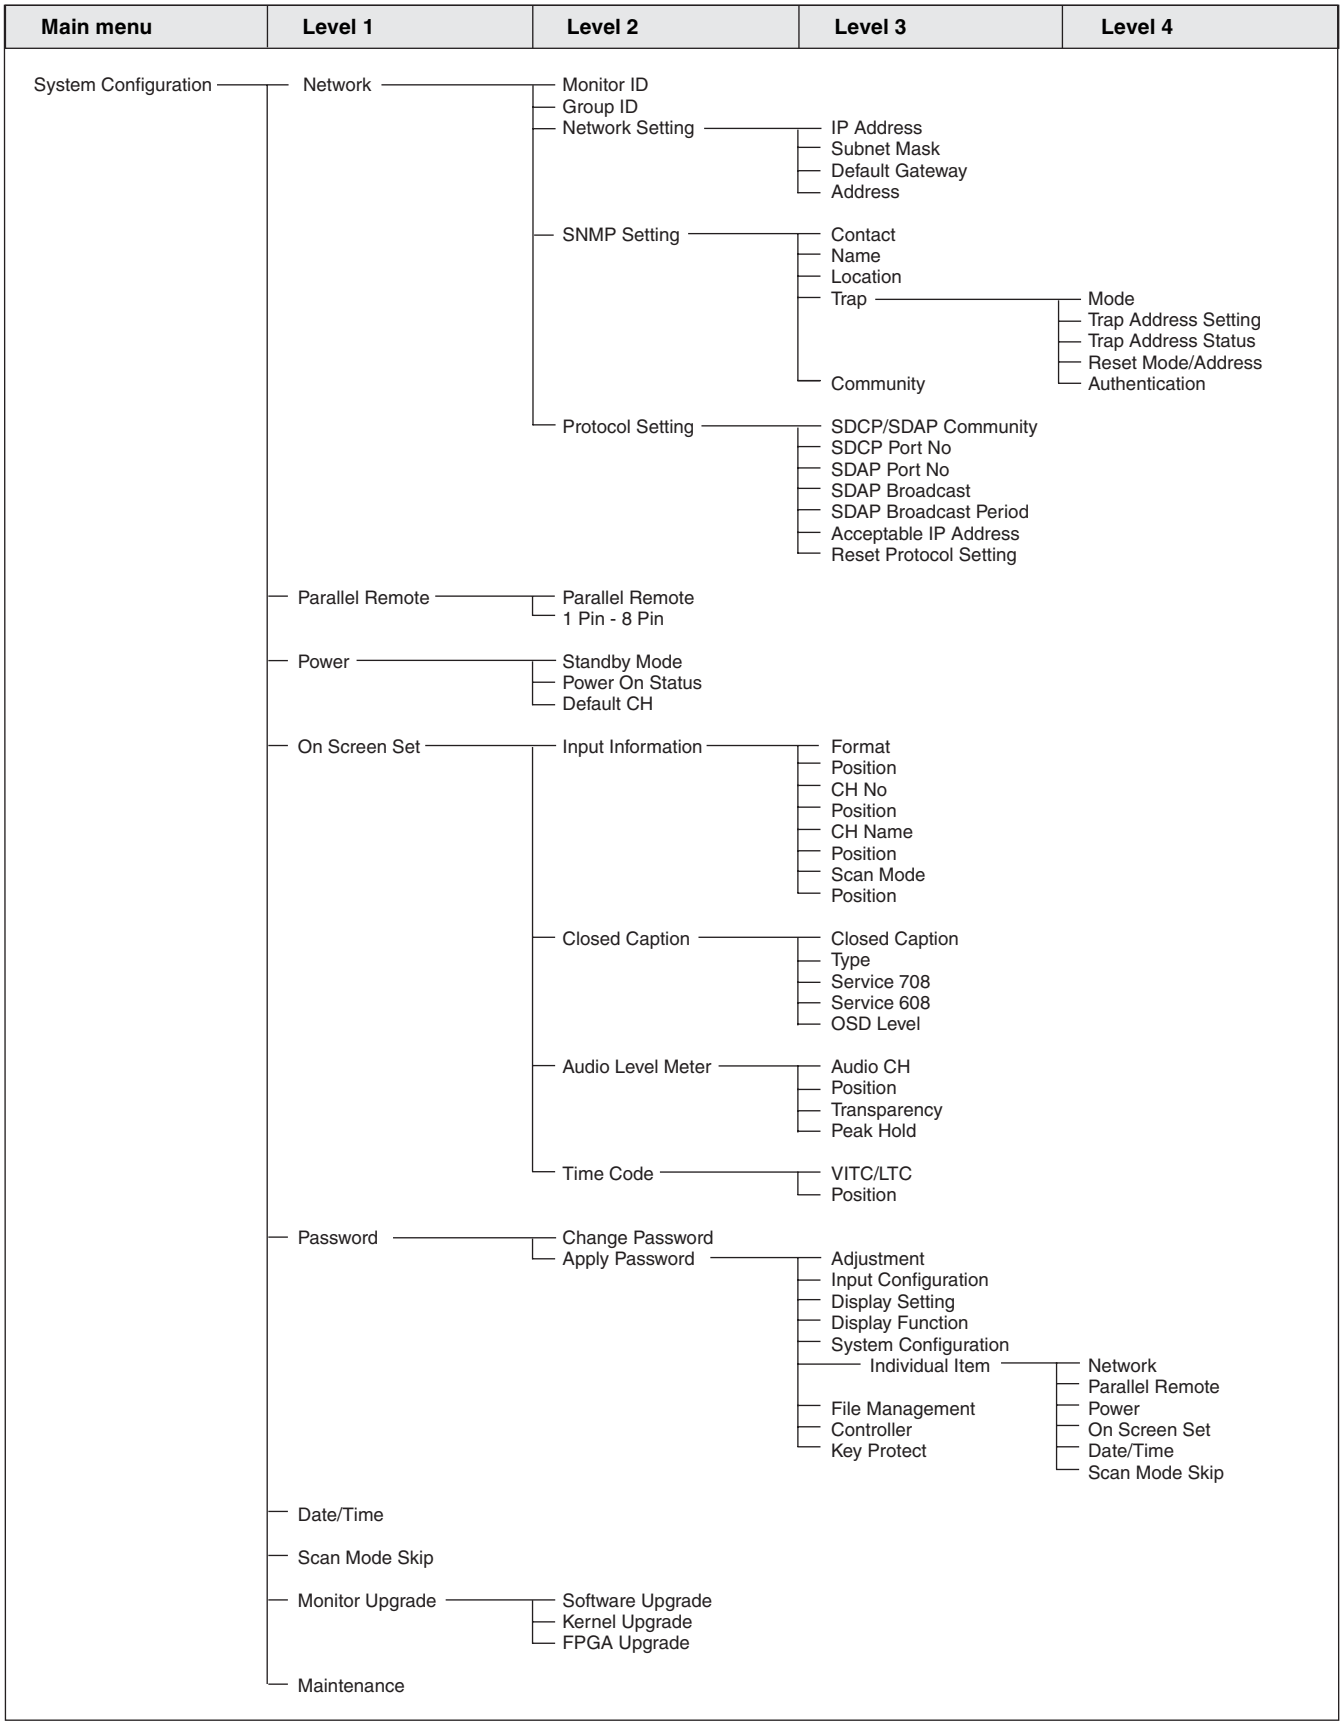 Main menu Level 1 Level 2 Level 3 Level 4
System Configuration Network Monitor ID
Group ID
Network Setting IP Address
Subnet Mask
Default Gateway
Address
SNMP Setting Contact
Name
Location
Trap Mode
Trap Address Setting
Trap Address Status
Reset Mode/Address
Community Authentication
Protocol Setting SDCP/SDAP Community
SDCP Port No
SDAP Port No
SDAP Broadcast
SDAP Broadcast Period
Acceptable IP Address
Reset Protocol Setting
Parallel Remote Parallel Remote
1 Pin - 8 Pin
Power Standby Mode
Power On Status
Default CH
On Screen Set Input Information Format
Position
CH No
Position
CH Name
Position
Scan Mode
Position
Closed Caption Closed Caption
Type
Service 708
Service 608
OSD Level
Audio Level Meter Audio CH
Position
Transparency
Peak Hold
Time Code VITC/LTC
Position
Password Change Password
Apply Password Adjustment
Input Configuration
Display Setting
Display Function
System Configuration
Individual Item Network
Parallel Remote
File Management Power
Controller On Screen Set
Key Protect Date/Time
Scan Mode Skip
Date/Time
Scan Mode Skip
Monitor Upgrade Software Upgrade
Kernel Upgrade
FPGA Upgrade
Maintenance